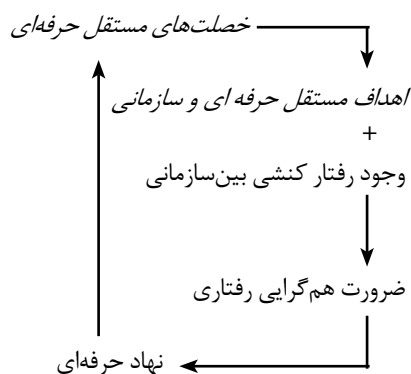 خصلت‌های مستقل حرفه‌ای
اهداف مستقل حرفه ای و سازمانی
+
وجود رفتار کنشی بین‌سازمانی
ضرورت هم‌گرایی رفتاری
نهاد حرفه‌ای